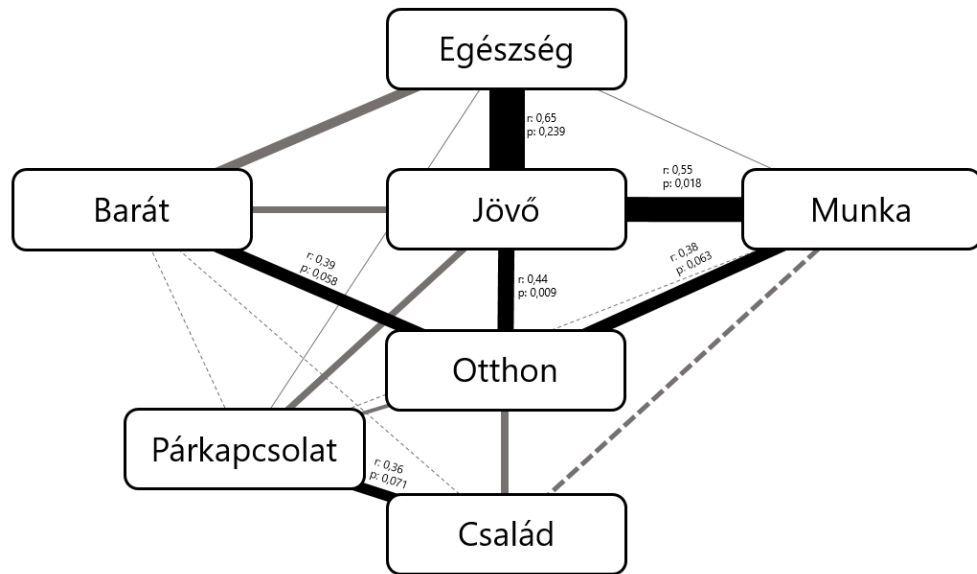 Egészség
r: 0,65
p: 0,239
Barát
Jövő
r: 0,55
p: 0,018
Munka
r: 0,39
p: 0,058
r: 0,44
p: 0,009
r: 0,38
p: 0,063
Otthon
Párkapcsolat
r: 0,36
p: 0,071
Család